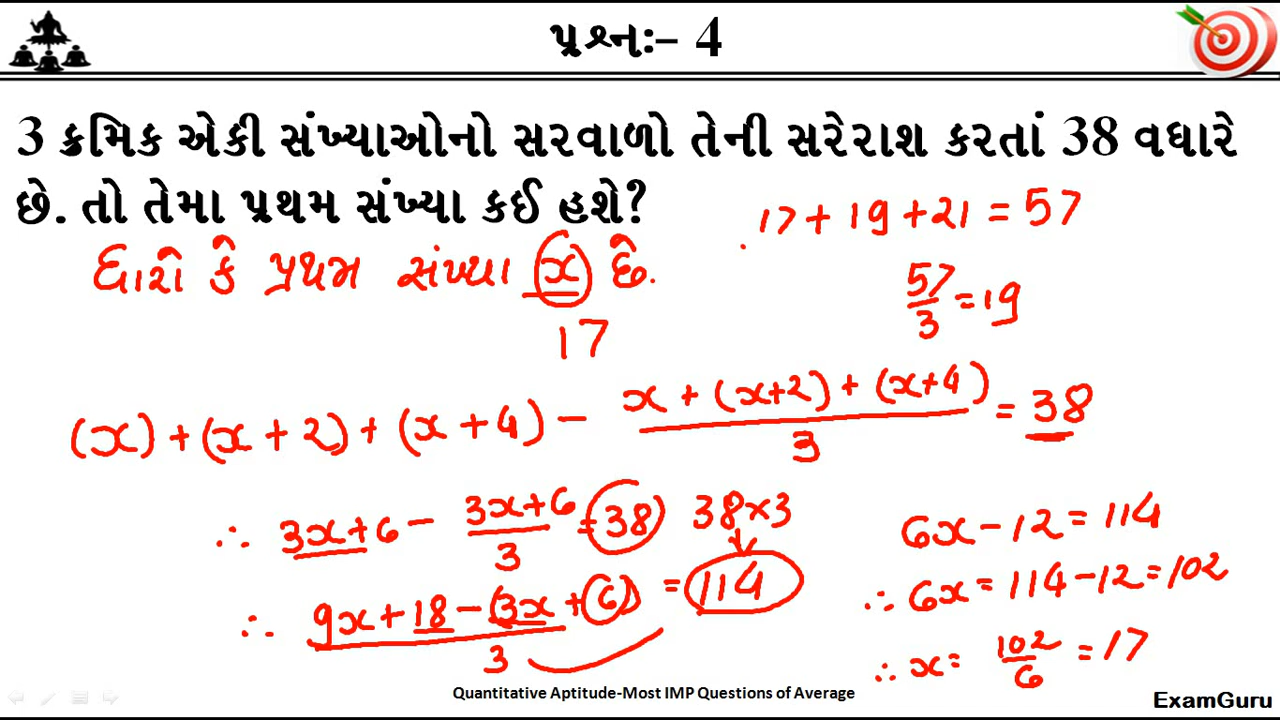 પ્રશ્નઃ– 4
3 ક્રમિક એકી સંખ્યાઓનો સરવાળો તેની સરેરાશ કરતાં 38 વધારે
છે. તો તેમા પ્રથમ સંખ્યા કઈ હશે?
17 + 19 + 21 = 57
ધારો કે પ્રથમ સંખ્યા x છે.
57/3 = 19
17
(x) + (x + 2) + (x + 4) – x + (x+2) + (x+4) / 3 = 38
∴ 3x + 6 – 3x + 6 / 3 = 38
38 × 3
∴ 9x + 18 – (3x + 6) / 3 = 114
6x – 12 = 114
∴ 6x = 114 – 12 = 102
∴ x = 102/6 = 17
Quantitative Aptitude-Most IMP Questions of Average
ExamGuru